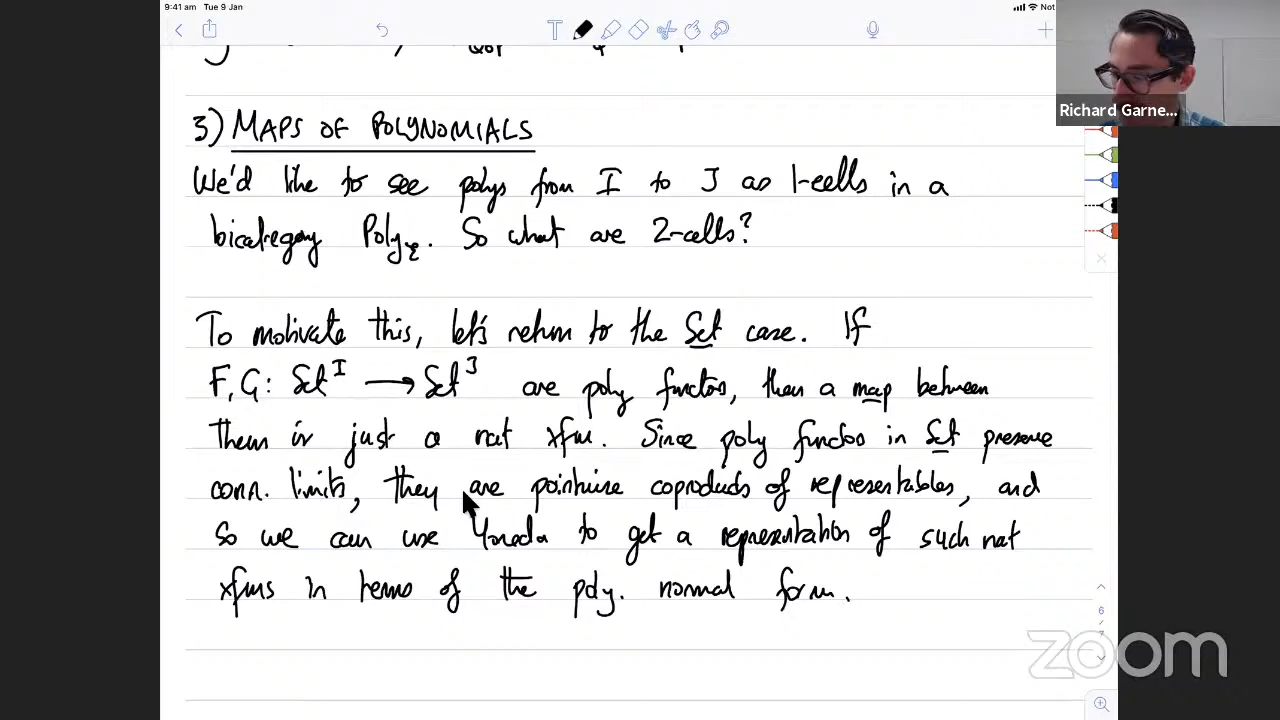 9:41 am Tue 9 Jan
Not
Richard Garne...
3) MAPS OF POLYNOMIALS
We'd like to see polys from I to J as 1-cells in a
bicategory Poly_ℰ. So what are 2-cells?
To motivate this, let's return to the Set case. If
F, G: Set^I ⟶ Set^J are poly functors, then a map between
them is just a nat xfm. Since poly functors in Set preserve
conn. limits, they are pointwise coproducts of representables, and
so we can use Yoneda to get a representation of such nat
xfms in terms of the poly. normal form.
6
/
7
zoom